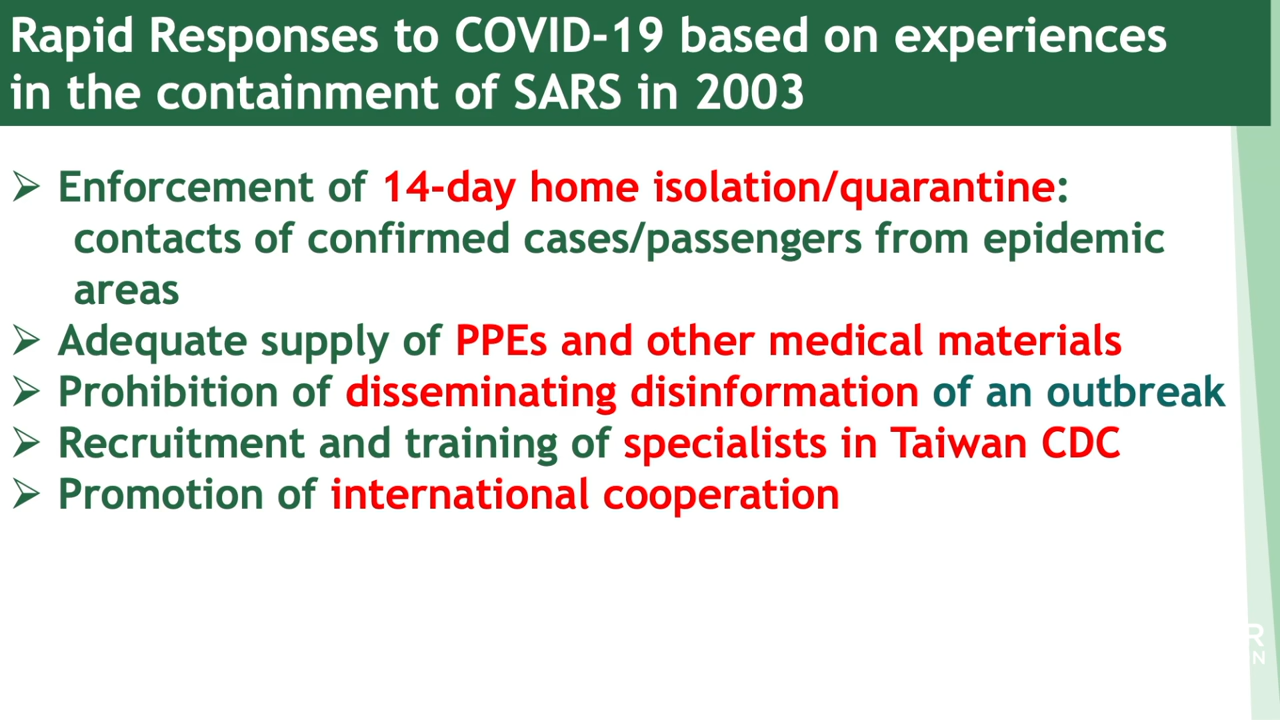 Rapid Responses to COVID-19 based on experiences
in the containment of SARS in 2003
➢ Enforcement of 14-day home isolation/quarantine:
contacts of confirmed cases/passengers from epidemic
areas
➢ Adequate supply of PPEs and other medical materials
➢ Prohibition of disseminating disinformation of an outbreak
➢ Recruitment and training of specialists in Taiwan CDC
➢ Promotion of international cooperation